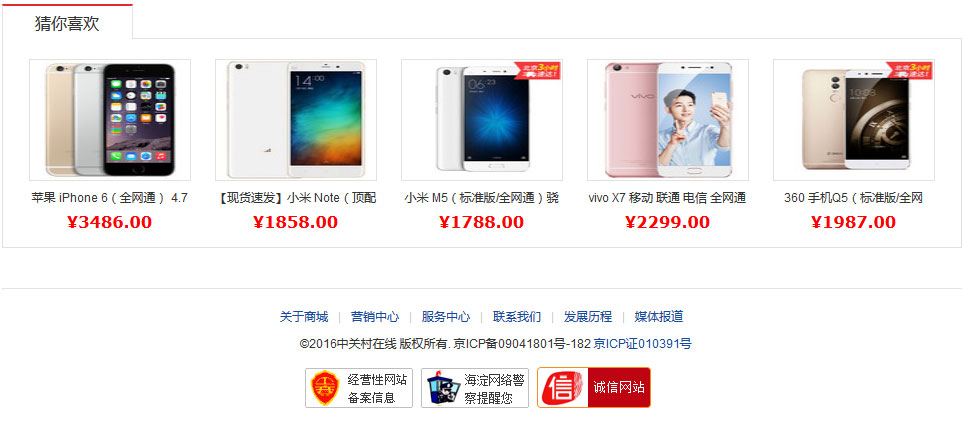 猜你喜欢
14:00
06:23
vivo
北京3小时
速达!
北京3小时
速达!
苹果 iPhone 6（全网通）4.7
【现货速发】小米 Note（顶配
小米 M5（标准版/全网通）骁
vivo X7 移动 联通 电信 全网通
360 手机Q5（标准版/全网
¥3486.00
¥1858.00
¥1788.00
¥2299.00
¥1987.00
关于商城 | 营销中心 | 服务中心 | 联系我们 | 发展历程 | 媒体报道
©2016中关村在线 版权所有. 京ICP备09041801号-182 京ICP证010391号
经营性网站
备案信息
海淀网络警
察提醒您
信 诚信网站